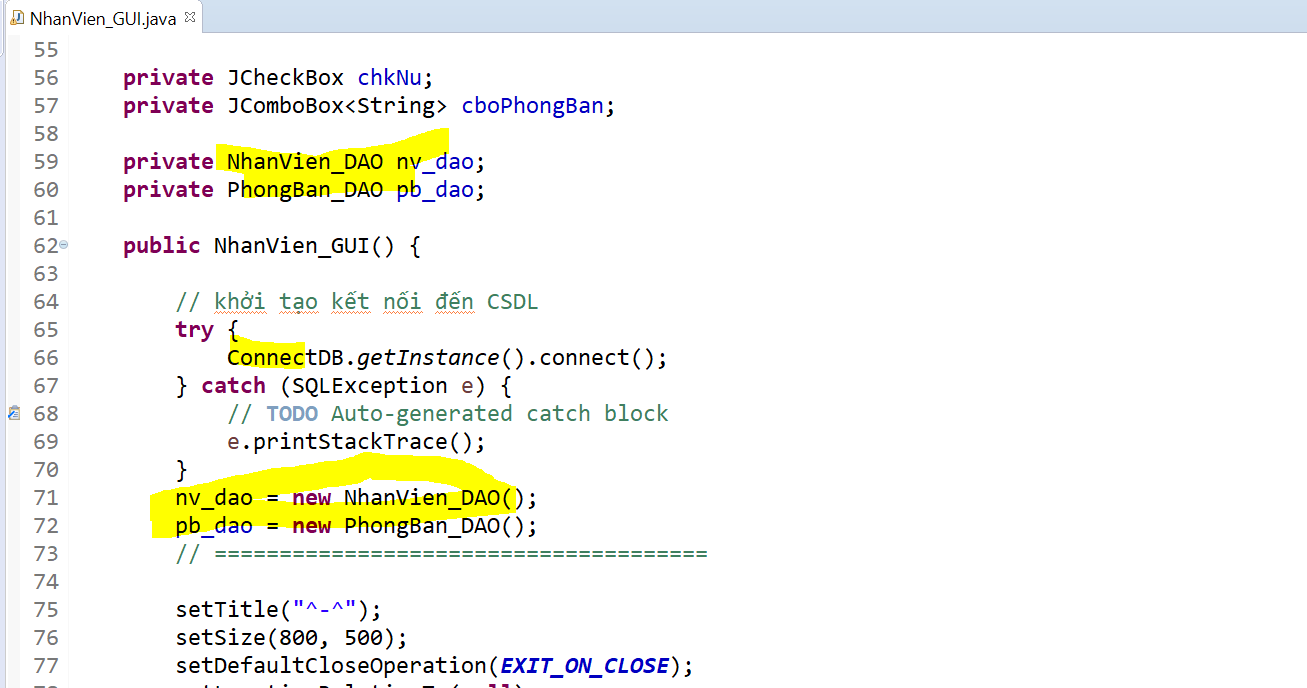 NhanVien_GUI.java
55
56 private JCheckBox chkNu;
57 private JComboBox<String> cboPhongBan;
58
59 private NhanVien_DAO nv_dao;
60 private PhongBan_DAO pb_dao;
61
62 public NhanVien_GUI() {
63
64 // khởi tạo kết nối đến CSDL
65 try {
66 ConnectDB.getInstance().connect();
67 } catch (SQLException e) {
68 // TODO Auto-generated catch block
69 e.printStackTrace();
70 }
71 nv_dao = new NhanVien_DAO();
72 pb_dao = new PhongBan_DAO();
73 // ======================================
74
75 setTitle("^-^");
76 setSize(800, 500);
77 setDefaultCloseOperation(EXIT_ON_CLOSE);